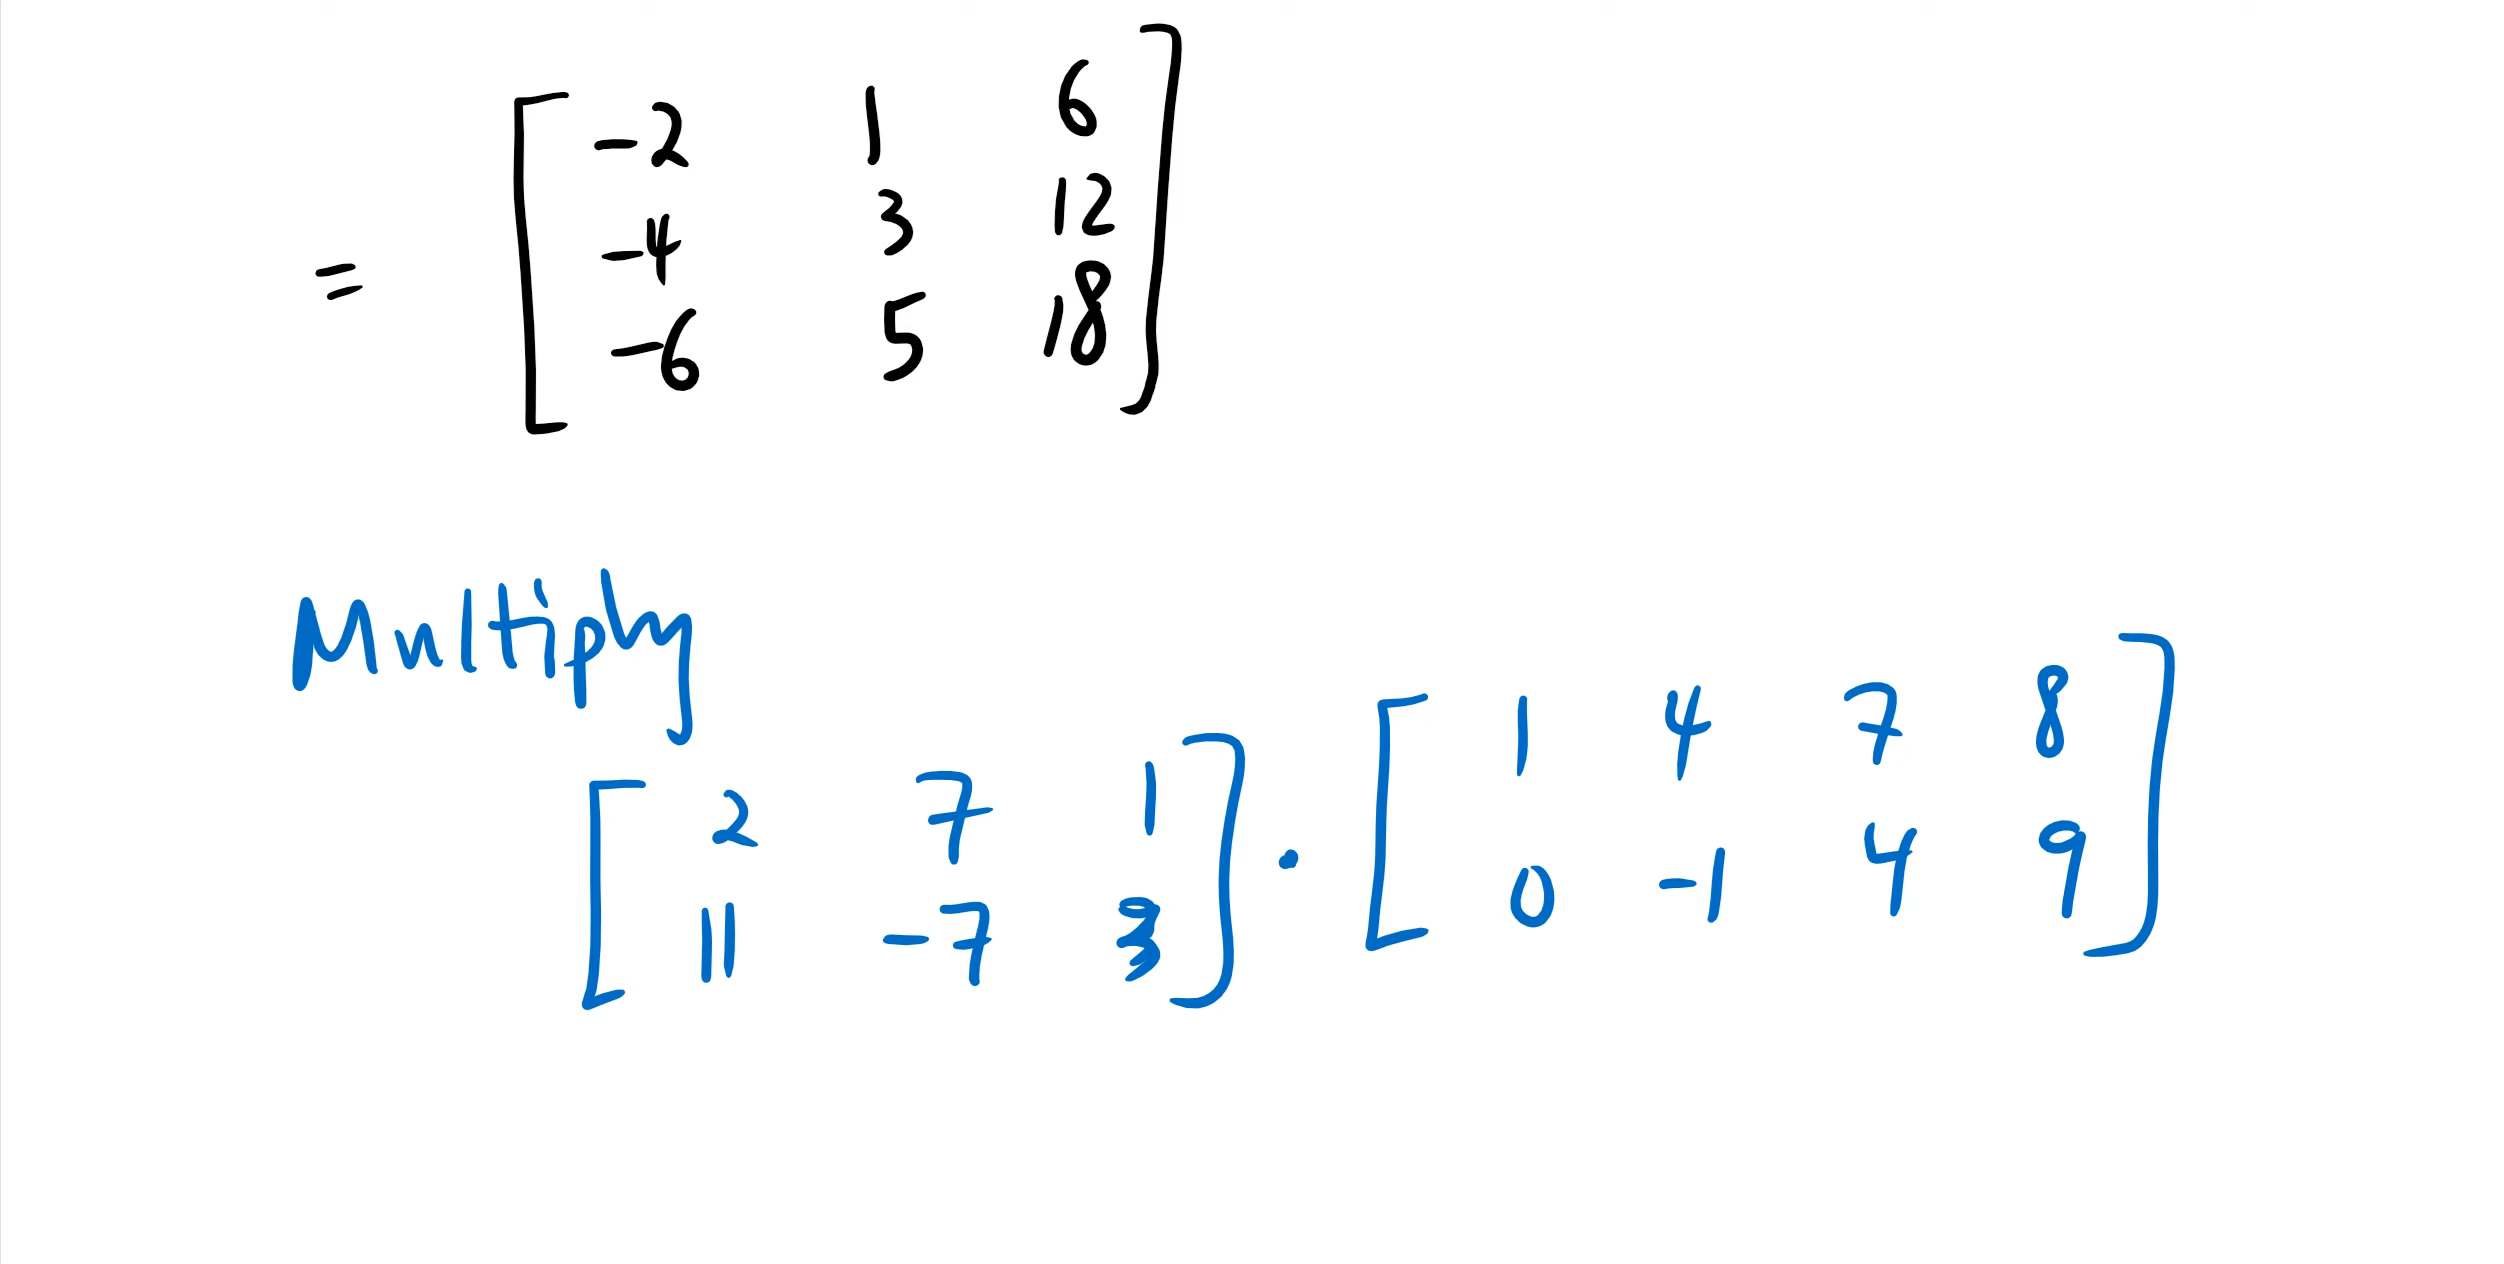 = [ -2 1 6 ]
-4 3 12
-6 5 18
Multiply
[ 2 7 1 ] · [ 1 4 7 8 ]
11 -7 3 0 -1 4 9